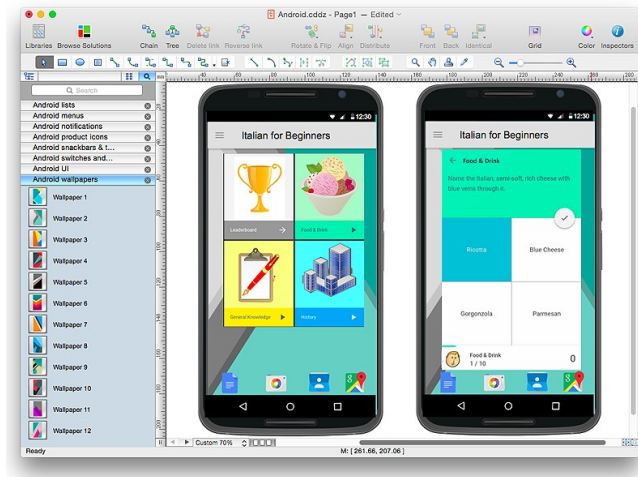 Android.cddz - Page1 — Edited
Libraries Browse Solutions Chain Tree Delete link Reverse link Rotate & Flip Align Distribute Front Back Identical Grid Color Inspectors
Search
Android lists
Android menus
Android notifications
Android product icons
Android snackbars & t...
Android switches and...
Android UI
Android wallpapers
Wallpaper 1
Wallpaper 2
Wallpaper 3
Wallpaper 4
Wallpaper 5
Wallpaper 6
Wallpaper 7
Wallpaper 8
Wallpaper 9
Wallpaper 10
Wallpaper 11
Wallpaper 12
12:30
Italian for Beginners
Leaderboard
Food & Drink
General Knowledge
History
12:30
Italian for Beginners
Food & Drink
Name the Italian, semi-soft, rich cheese with
blue veins through it.
Ricotta
Blue Cheese
Gorgonzola
Parmesan
Food & Drink
1 / 10
0
Custom 70%
Ready
M: [ 261.66, 207.06 ]